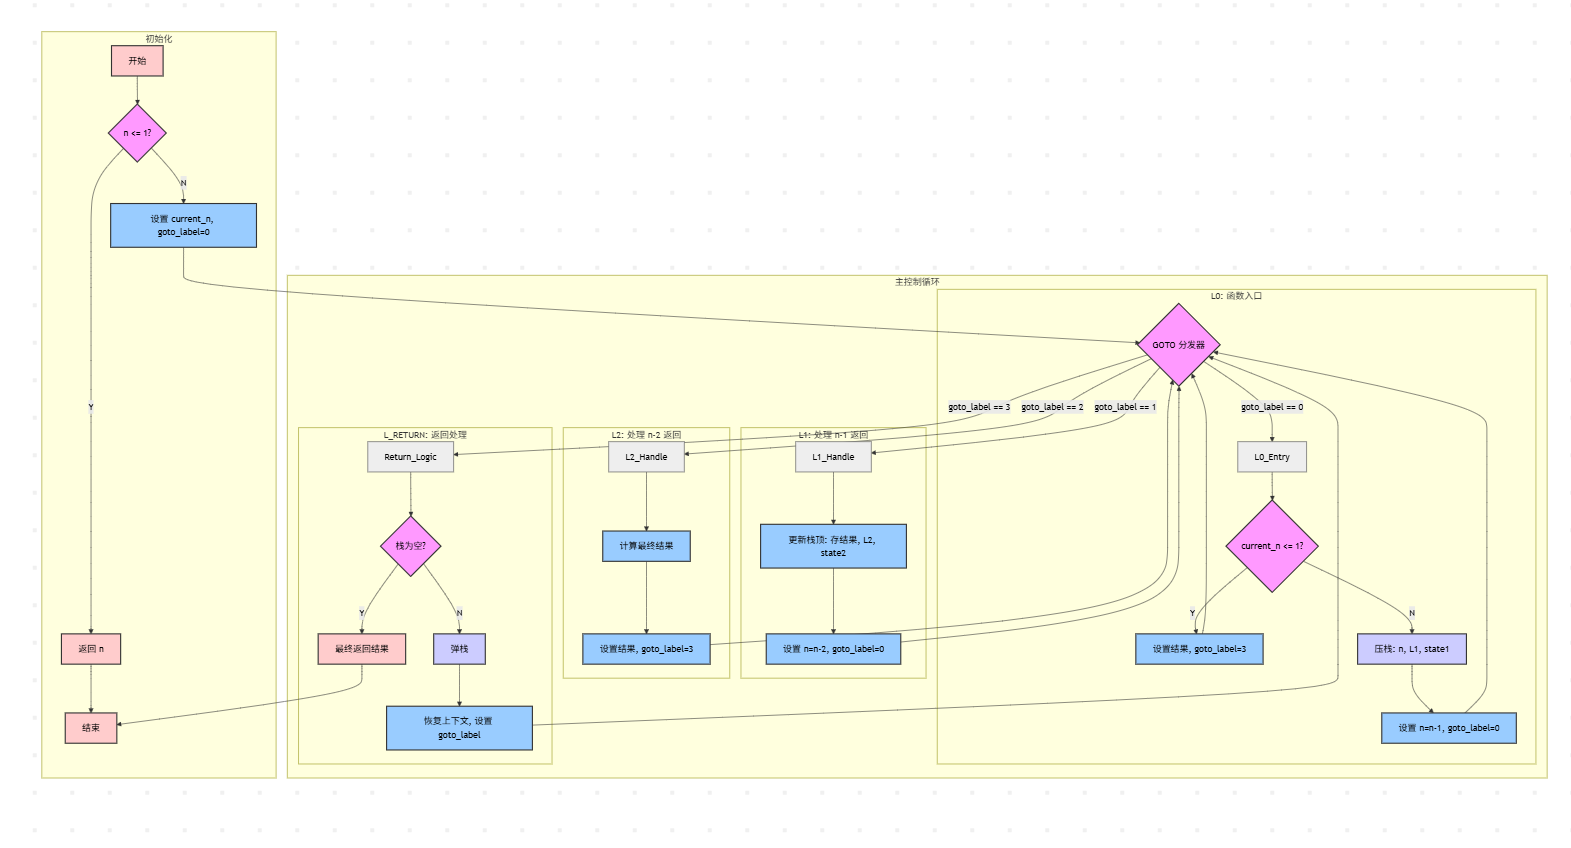 初始化
开始
n <= 1?
N
设置 current_n,
goto_label=0
Y
返回 n
结束
主控制循环
L0: 函数入口
GOTO 分发器
goto_label == 3
goto_label == 2
goto_label == 1
goto_label == 0
L_RETURN: 返回处理
Return_Logic
栈为空?
Y
N
最终返回结果
弹栈
恢复上下文, 设置
goto_label
L2: 处理 n-2 返回
L2_Handle
计算最终结果
设置结果, goto_label=3
L1: 处理 n-1 返回
L1_Handle
更新栈顶: 存结果, L2,
state2
设置 n=n-2, goto_label=0
L0_Entry
current_n <= 1?
Y
N
设置结果, goto_label=3
压栈: n, L1, state1
设置 n=n-1, goto_label=0